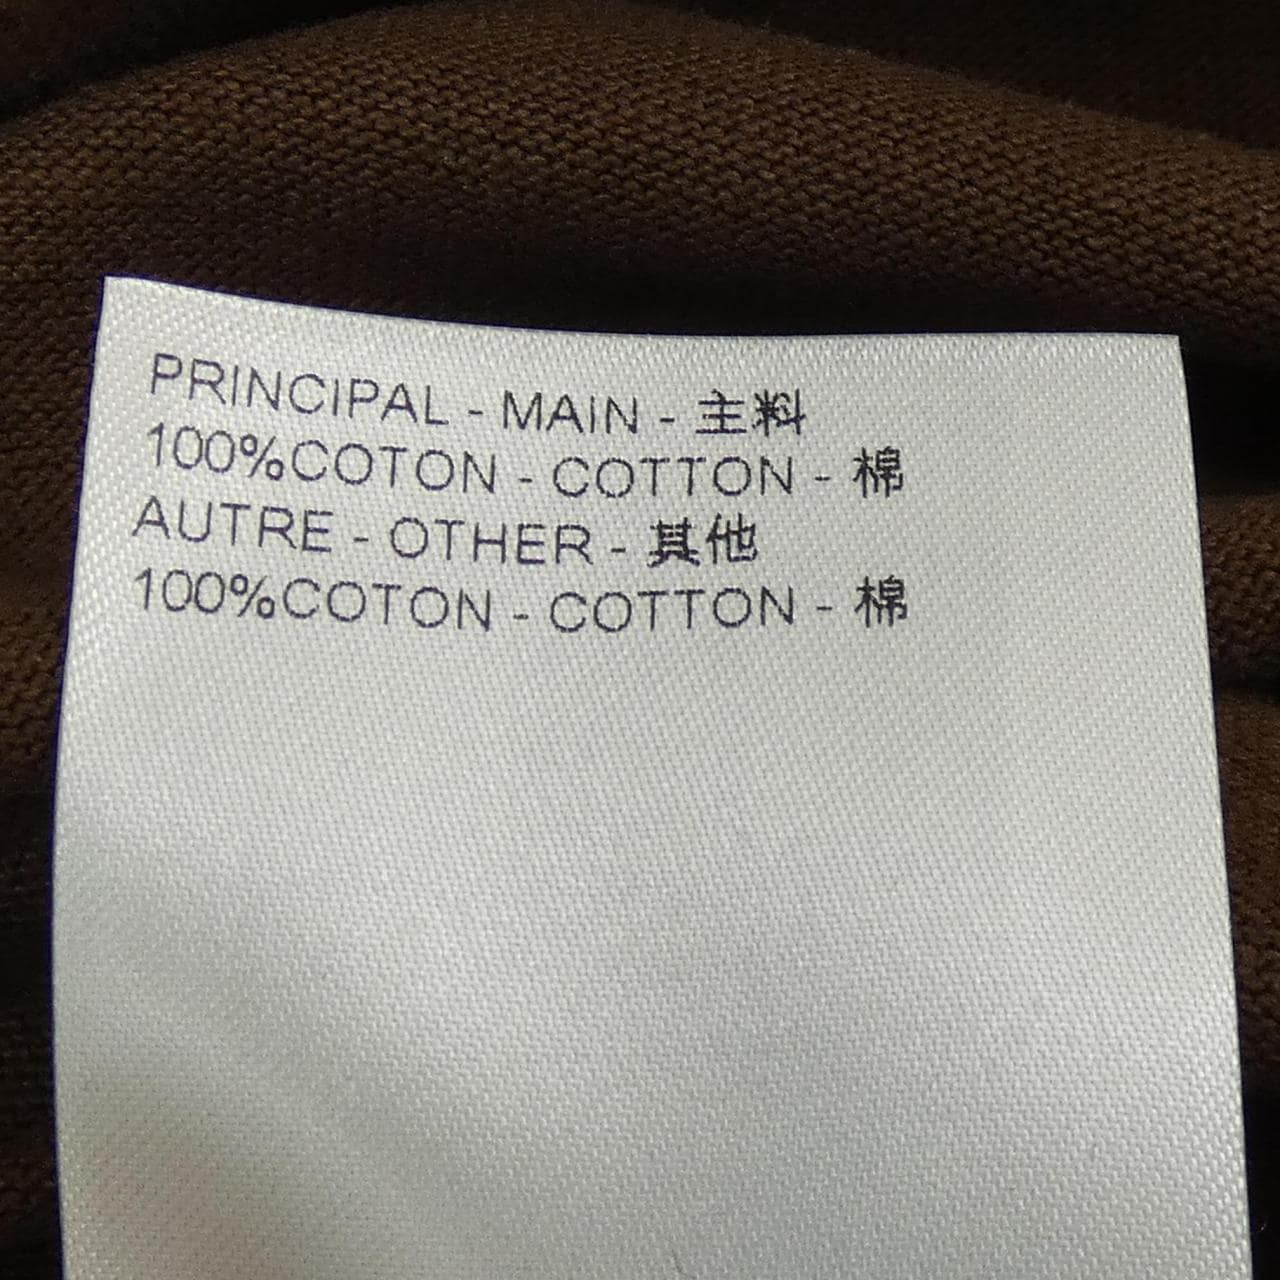 PRINCIPAL - MAIN - 主料
100%COTON - COTTON - 棉
AUTRE - OTHER - 其他
100%COTON - COTTON - 棉